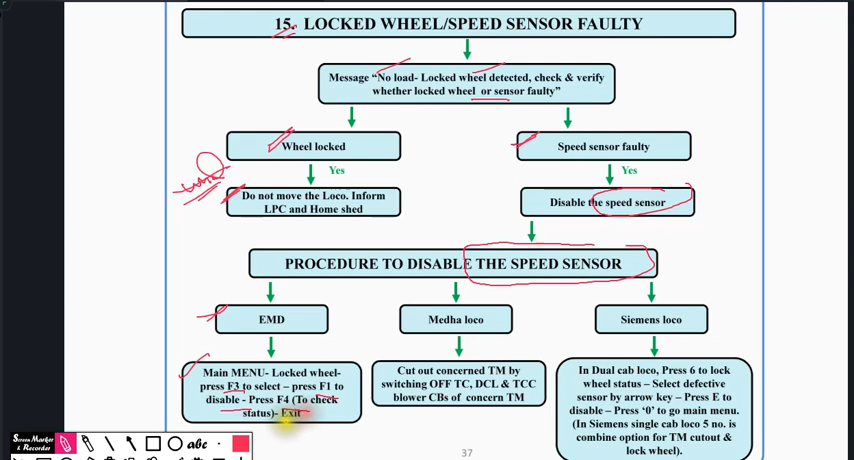 15. LOCKED WHEEL/SPEED SENSOR FAULTY
Message “No load- Locked wheel detected, check & verify
whether locked wheel or sensor faulty”
Wheel locked
Speed sensor faulty
Yes
Yes
Do not move the Loco. Inform
LPC and Home shed
Disable the speed sensor
PROCEDURE TO DISABLE THE SPEED SENSOR
EMD
Medha loco
Siemens loco
Main MENU- Locked wheel-
press F3 to select – press F1 to
disable - Press F4 (To check
status)- Exit
Cut out concerned TM by
switching OFF TC, DCL & TCC
blower CBs of concern TM
In Dual cab loco, Press 6 to lock
wheel status – Select defective
sensor by arrow key – Press E to
disable – Press ‘0’ to go main menu.
(In Siemens single cab loco 5 no. is
combine option for TM cutout &
lock wheel).
Screen Marker
& Recorder
abc
37